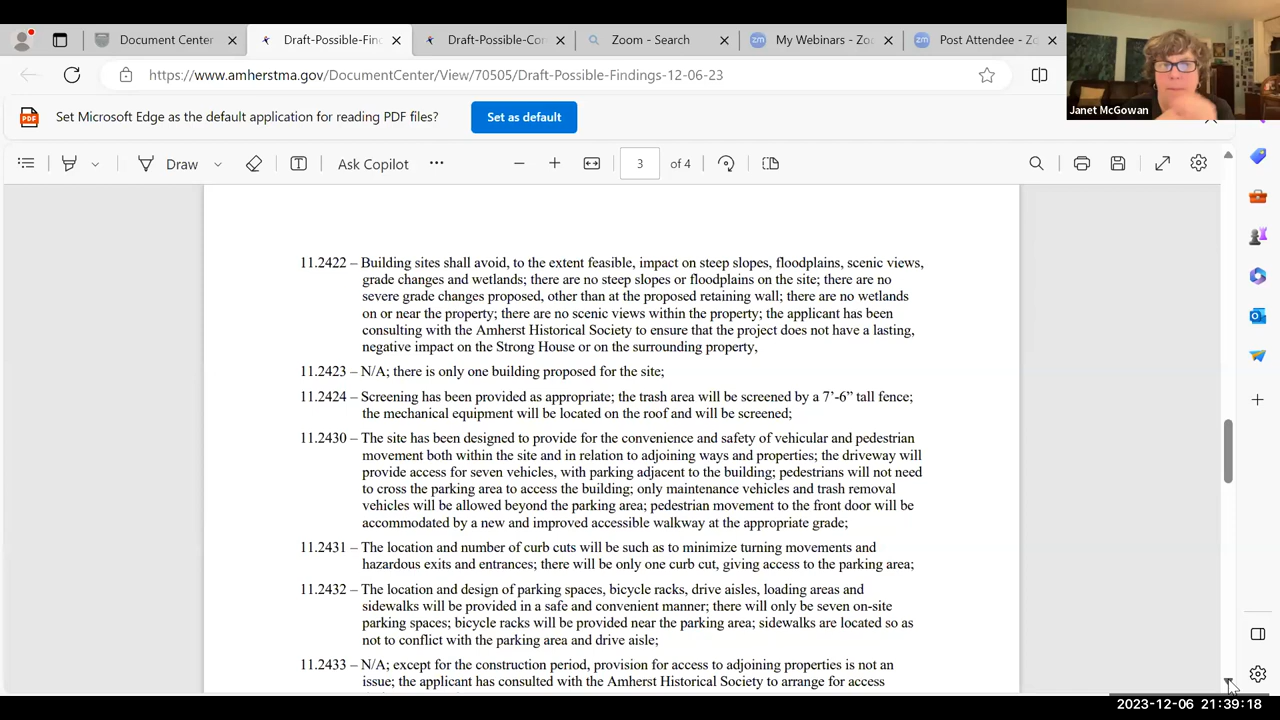 Document Center
Draft-Possible-Fin
Draft-Possible-Co
Zoom - Search
My Webinars - Zo
Post Attendee - Z
https://www.amherstma.gov/DocumentCenter/View/70505/Draft-Possible-Findings-12-06-23
Janet McGowan
Set Microsoft Edge as the default application for reading PDF files?
Set as default
PDF
Draw
Ask Copilot
3 of 4
11.2422 – Building sites shall avoid, to the extent feasible, impact on steep slopes, floodplains, scenic views,
grade changes and wetlands; there are no steep slopes or floodplains on the site; there are no
severe grade changes proposed, other than at the proposed retaining wall; there are no wetlands
on or near the property; there are no scenic views within the property; the applicant has been
consulting with the Amherst Historical Society to ensure that the project does not have a lasting,
negative impact on the Strong House or on the surrounding property,
11.2423 – N/A; there is only one building proposed for the site;
11.2424 – Screening has been provided as appropriate; the trash area will be screened by a 7’-6” tall fence;
the mechanical equipment will be located on the roof and will be screened;
11.2430 – The site has been designed to provide for the convenience and safety of vehicular and pedestrian
movement both within the site and in relation to adjoining ways and properties; the driveway will
provide access for seven vehicles, with parking adjacent to the building; pedestrians will not need
to cross the parking area to access the building; only maintenance vehicles and trash removal
vehicles will be allowed beyond the parking area; pedestrian movement to the front door will be
accommodated by a new and improved accessible walkway at the appropriate grade;
11.2431 – The location and number of curb cuts will be such as to minimize turning movements and
hazardous exits and entrances; there will be only one curb cut, giving access to the parking area;
11.2432 – The location and design of parking spaces, bicycle racks, drive aisles, loading areas and
sidewalks will be provided in a safe and convenient manner; there will only be seven on-site
parking spaces; bicycle racks will be provided near the parking area; sidewalks are located so as
not to conflict with the parking area and drive aisle;
11.2433 – N/A; except for the construction period, provision for access to adjoining properties is not an
issue; the applicant has consulted with the Amherst Historical Society to arrange for access
2023-12-06 21:39:18